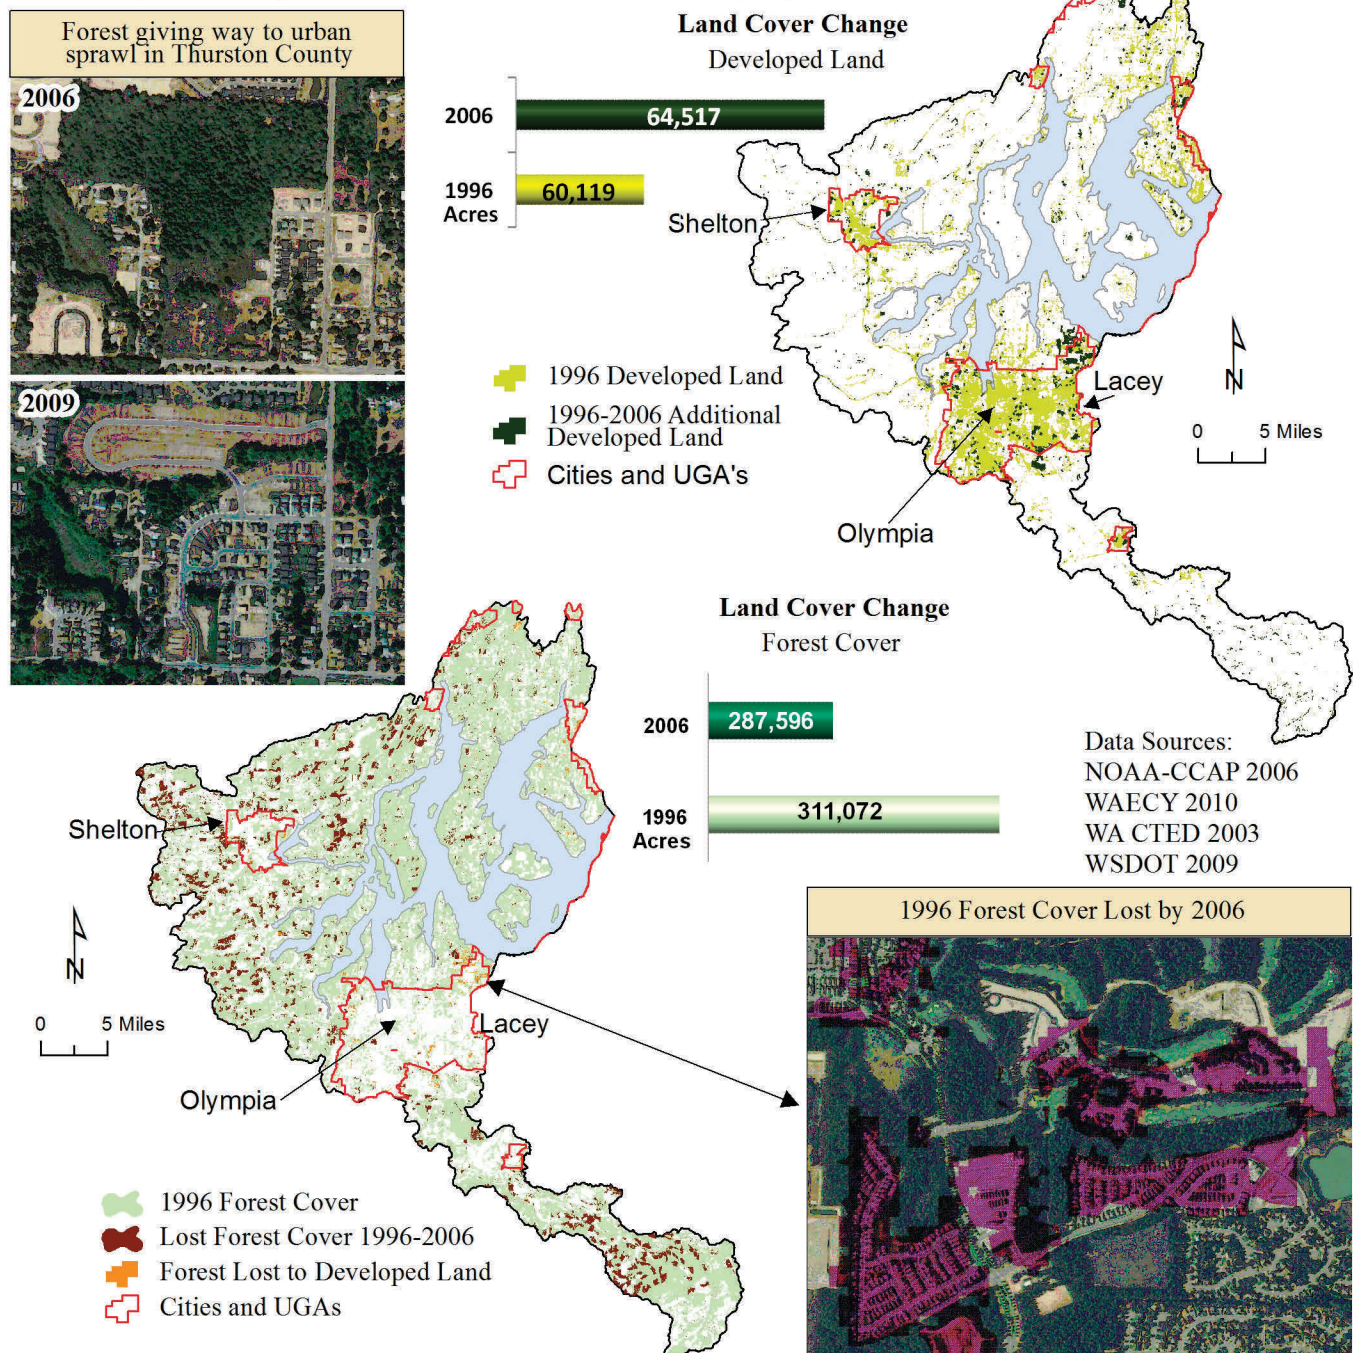 Forest giving way to urban
sprawl in Thurston County
2006
2009
Land Cover Change
Developed Land
2006
64,517
1996
Acres
60,119
Shelton
Lacey
Olympia
N
0 5 Miles
1996 Developed Land
1996-2006 Additional
Developed Land
Cities and UGA's
Land Cover Change
Forest Cover
2006
287,596
1996
Acres
311,072
Data Sources:
NOAA-CCAP 2006
WAECY 2010
WA CTED 2003
WSDOT 2009
Shelton
Lacey
Olympia
N
0 5 Miles
1996 Forest Cover
Lost Forest Cover 1996-2006
Forest Lost to Developed Land
Cities and UGAs
1996 Forest Cover Lost by 2006